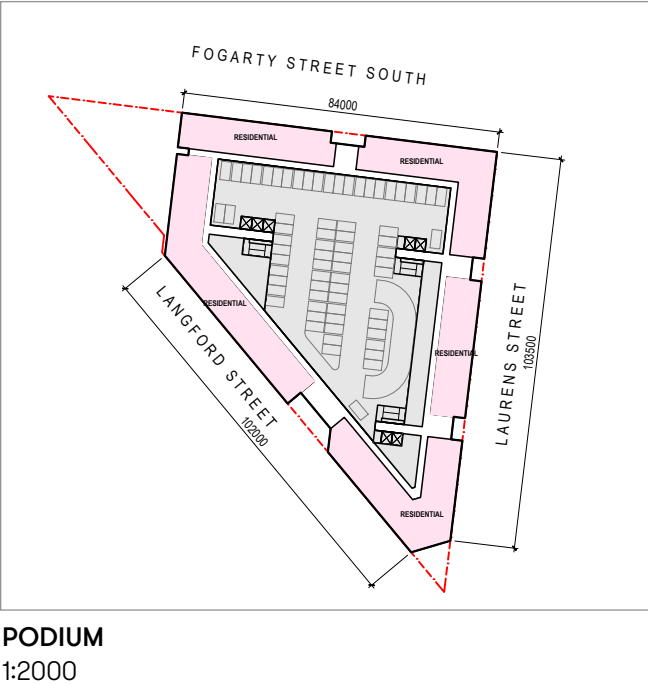 FOGARTY STREET SOUTH
84000
RESIDENTIAL
RESIDENTIAL
RESIDENTIAL
LANGFORD STREET
102000
RESIDENTIAL
LAURENS STREET
103500
RESIDENTIAL
PODIUM
1:2000